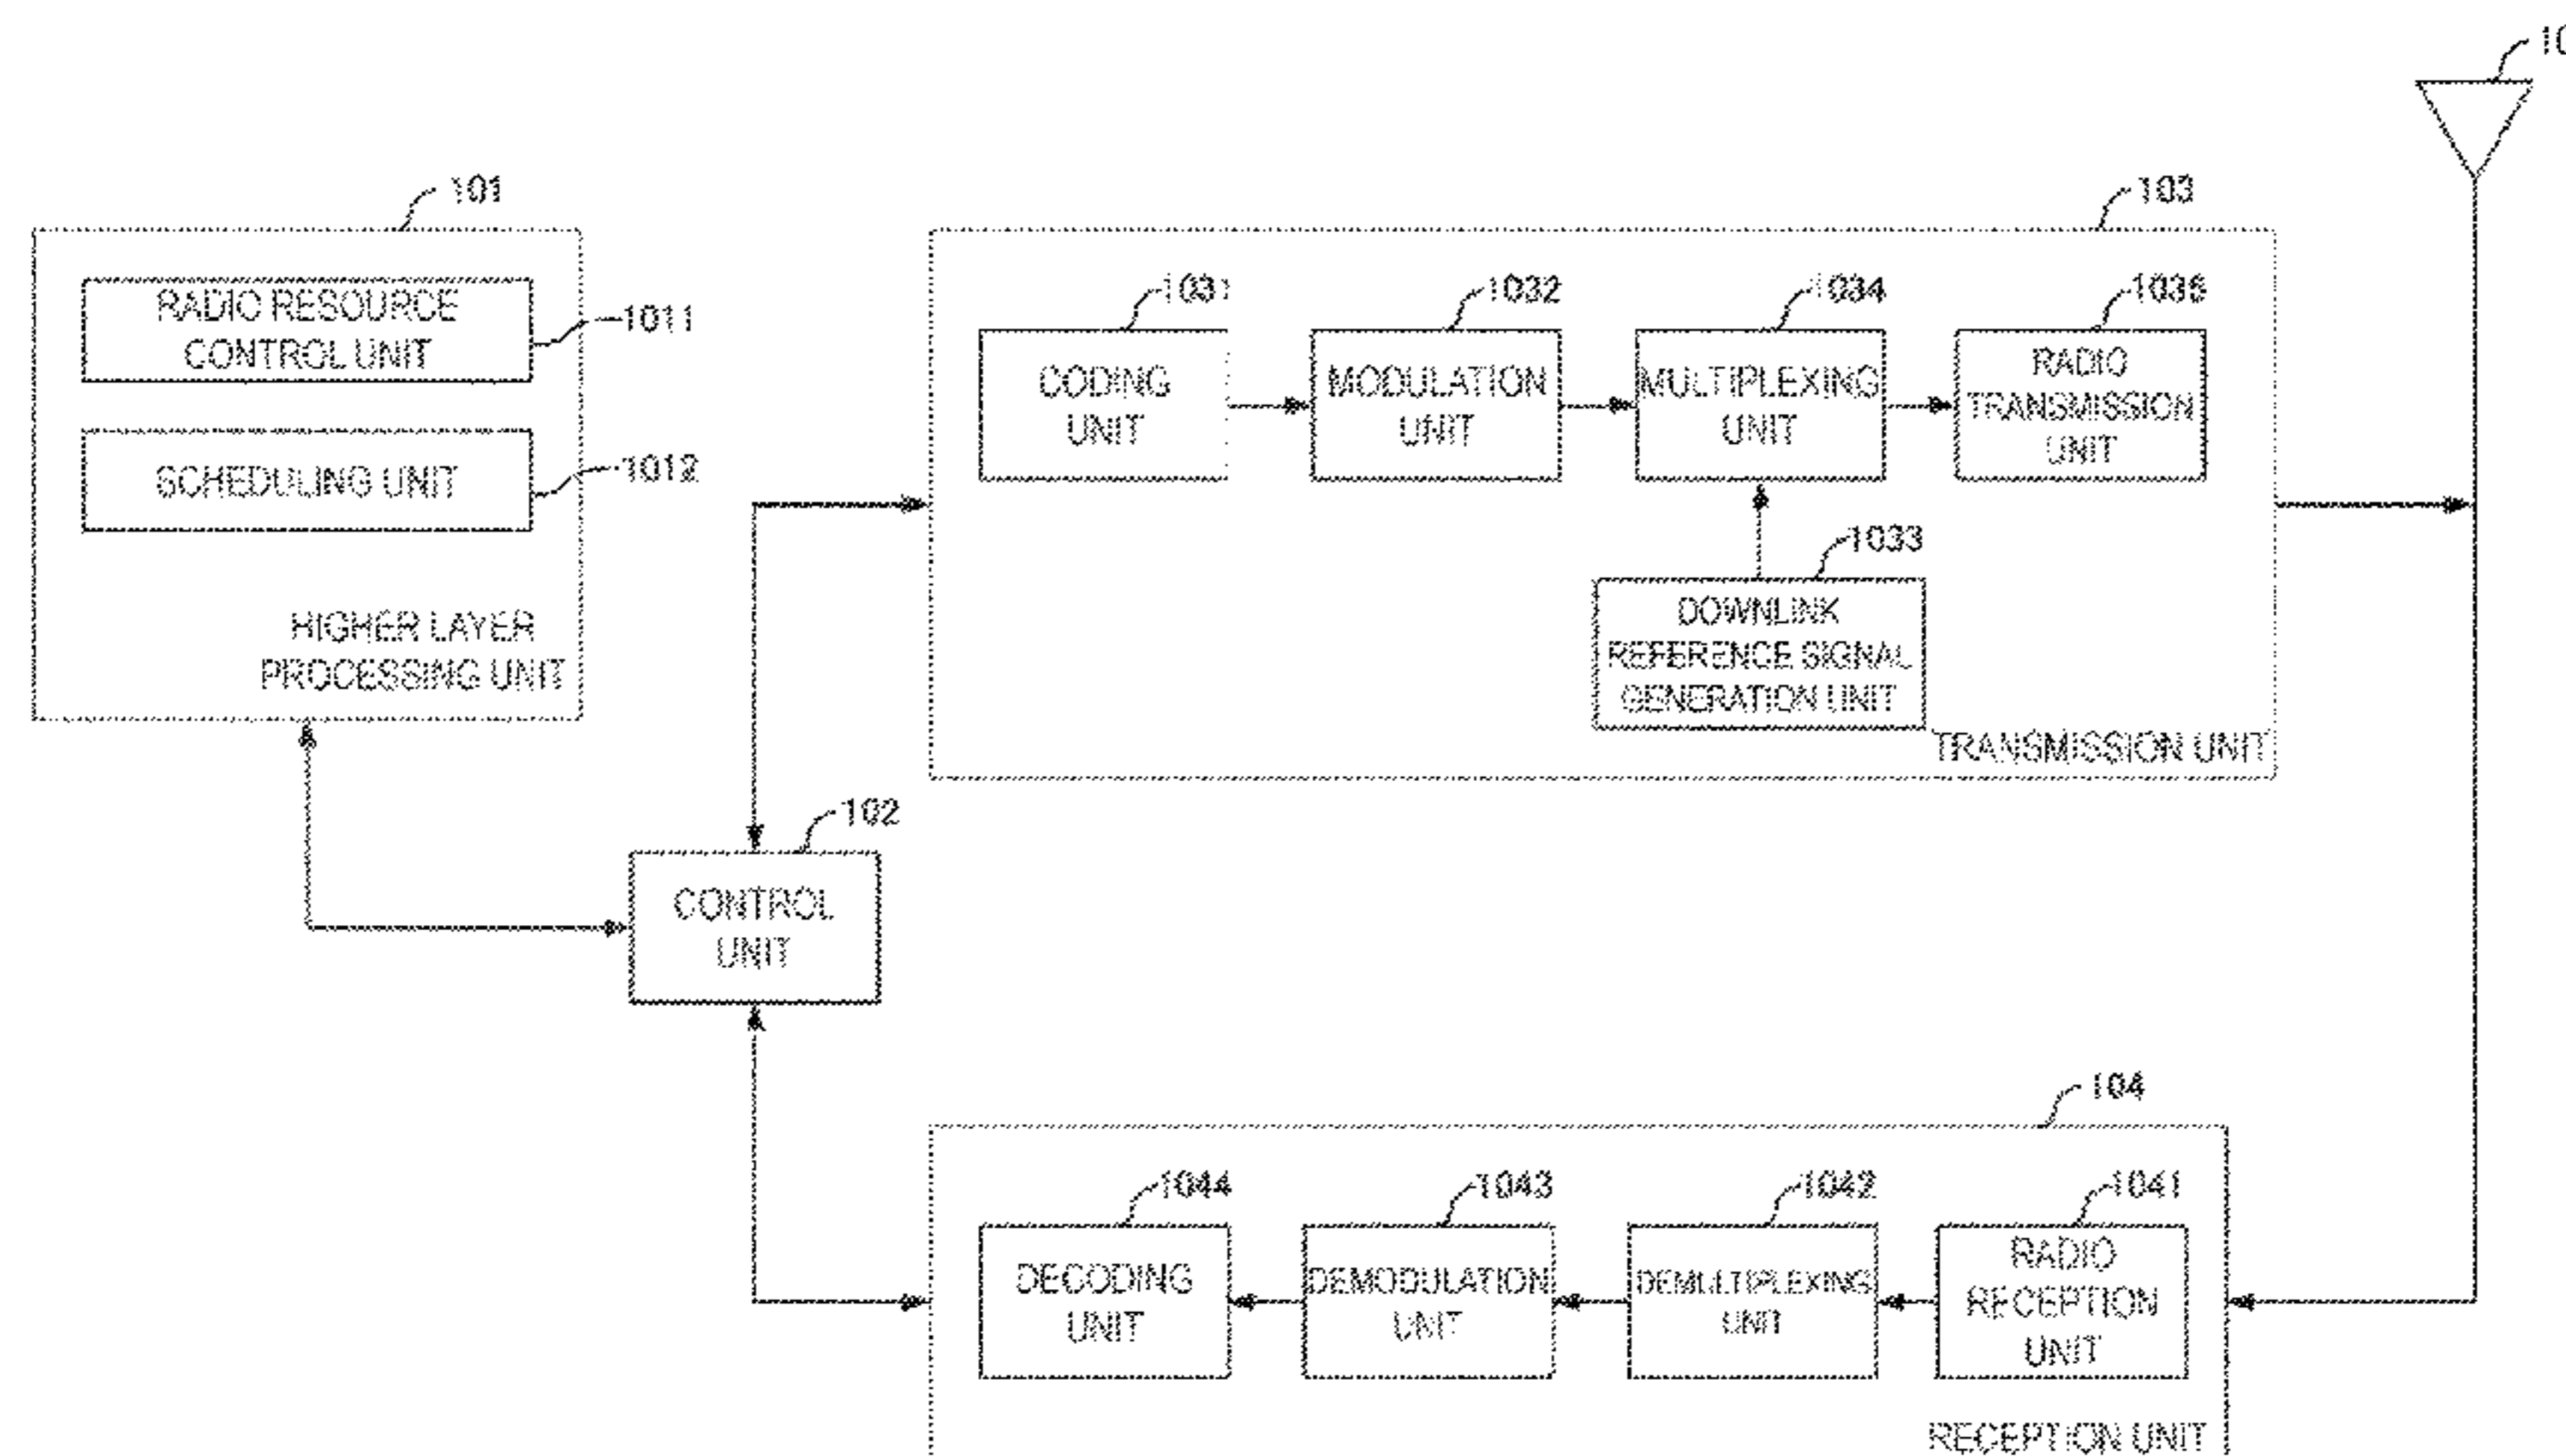 101
RADIO RESOURCE
CONTROL UNIT
1011
SCHEDULING UNIT
1012
HIGHER LAYER
PROCESSING UNIT
102
CONTROL
UNIT
103
1031
CODING
UNIT
1032
MODULATION
UNIT
1034
MULTIPLEXING
UNIT
1035
RADIO
TRANSMISSION
UNIT
1033
DOWNLINK
REFERENCE SIGNAL
GENERATION UNIT
TRANSMISSION UNIT
104
1044
DECODING
UNIT
1043
DEMODULATION
UNIT
1042
DEMULTIPLEXING
UNIT
1041
RADIO
RECEPTION
UNIT
RECEPTION UNIT